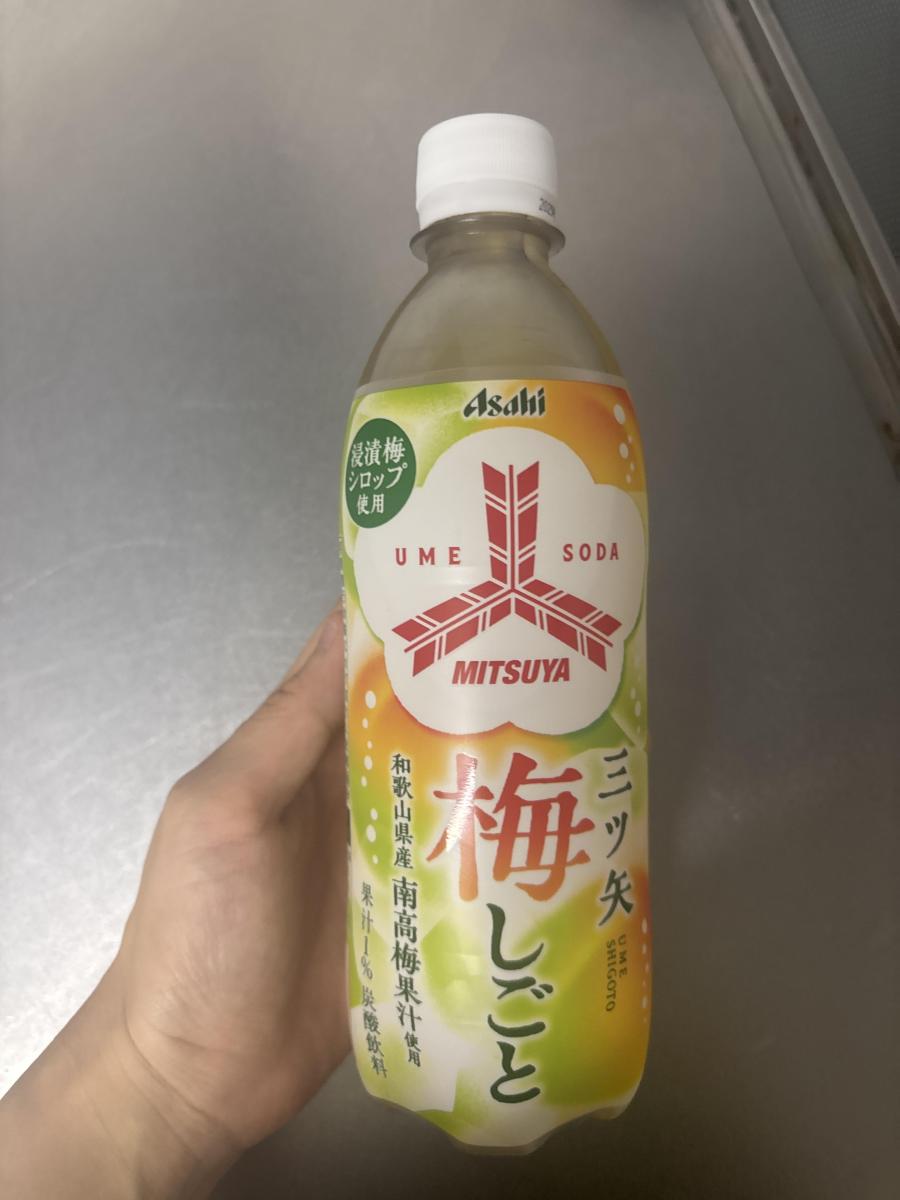 Asahi
浸漬梅
シロップ
使用
UME SODA
MITSUYA
三ツ矢
UME
SHIGOTO
梅しごと
和歌山県産 南高梅果汁使用
果汁1% 炭酸飲料